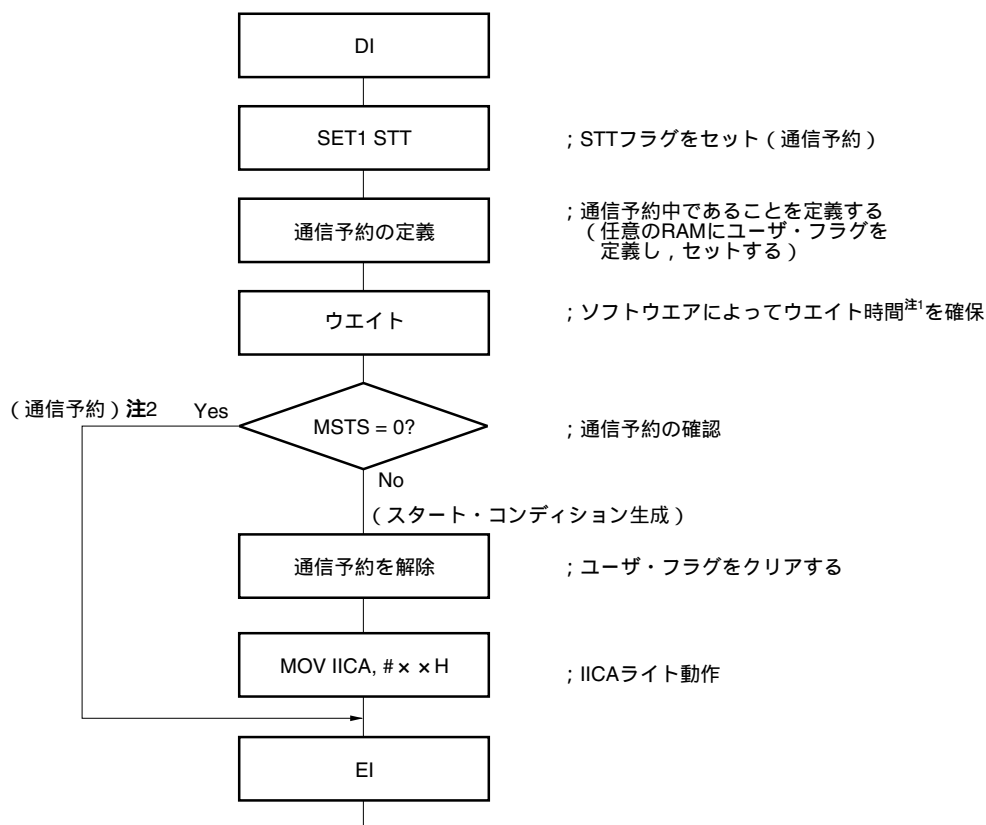 DI
SET1 STT
; STTフラグをセット（通信予約）
通信予約の定義
; 通信予約中であることを定義する
（任意のRAMにユーザ・フラグを
定義し，セットする）
ウエイト
; ソフトウエアによってウエイト時間注1を確保
（通信予約）注2
Yes
MSTS = 0?
; 通信予約の確認
No
（スタート・コンディション生成）
通信予約を解除
; ユーザ・フラグをクリアする
MOV IICA, #××H
; IICAライト動作
EI